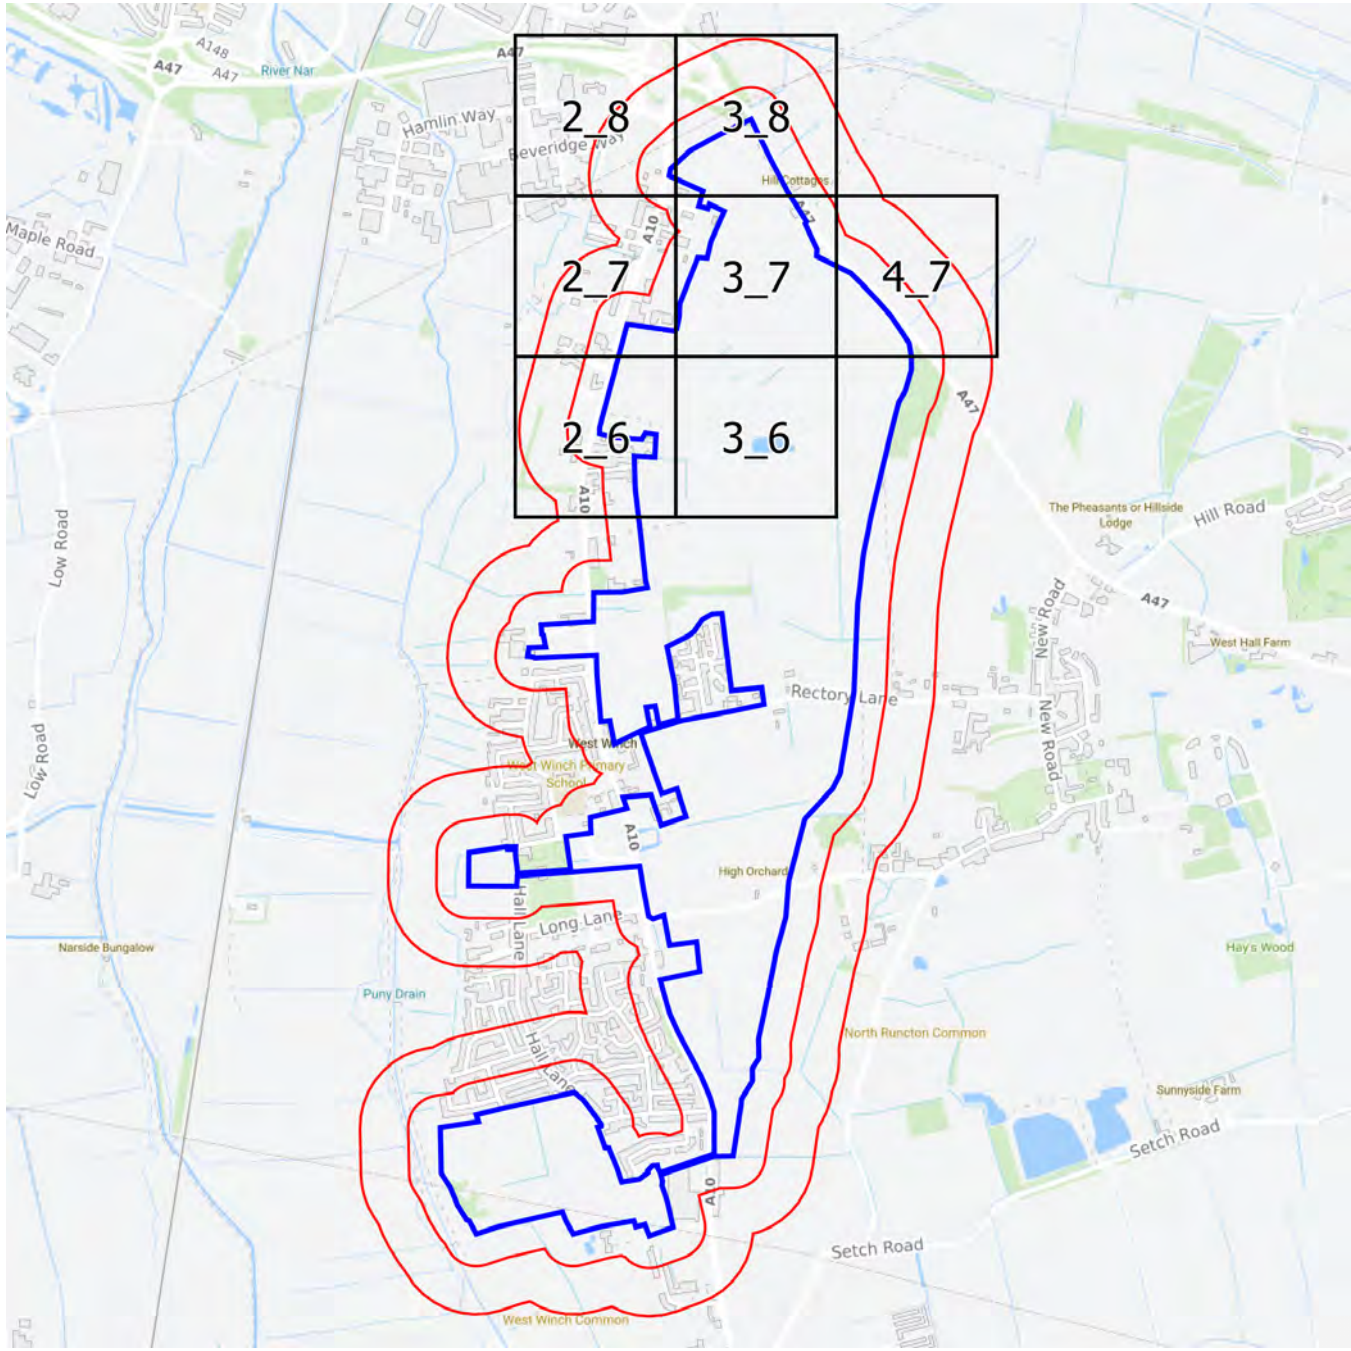 A148
A47
A47
A47
River Nar
Hamlin Way
Beveridge Way
2_8
3_8
Hill Cottages
A47
A10
Maple Road
2_7
3_7
4_7
2_6
3_6
A47
A10
The Pheasants or Hillside
Lodge
Hill Road
Low Road
A47
New Road
West Hall Farm
Rectory Lane
New Road
Low Road
West Winch
West Winch Primary
School
A10
High Orchard
Hall Lane
Long Lane
Narside Bungalow
Hay's Wood
Puny Drain
Hall Lane
North Runcton Common
Sunnyside Farm
Setch Road
A10
Setch Road
West Winch Common